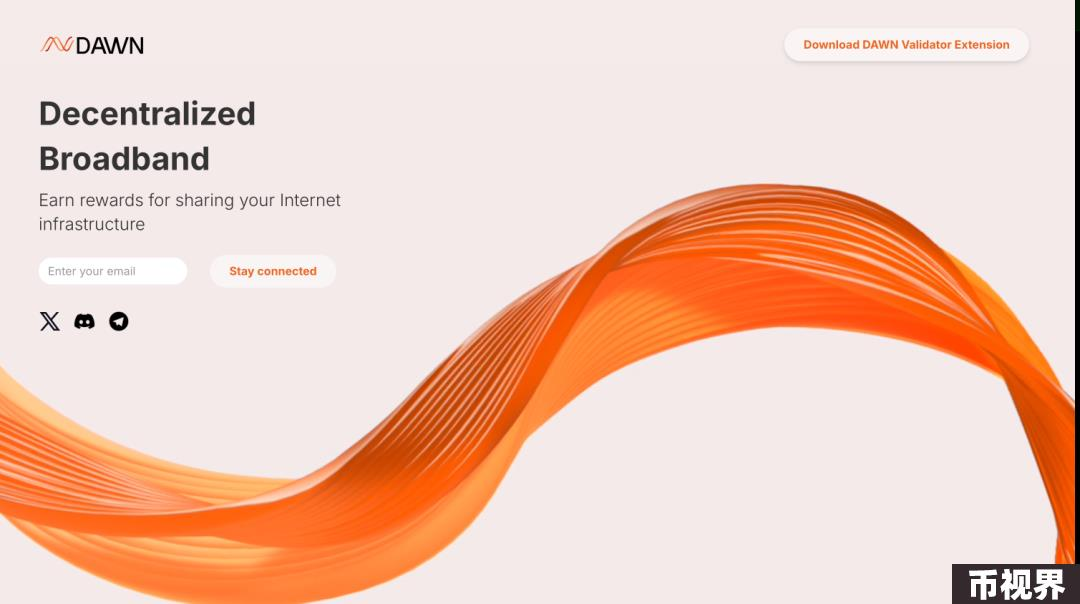 DAWN
Download DAWN Validator Extension
Decentralized
Broadband
Earn rewards for sharing your Internet
infrastructure
Enter your email
Stay connected
币视界